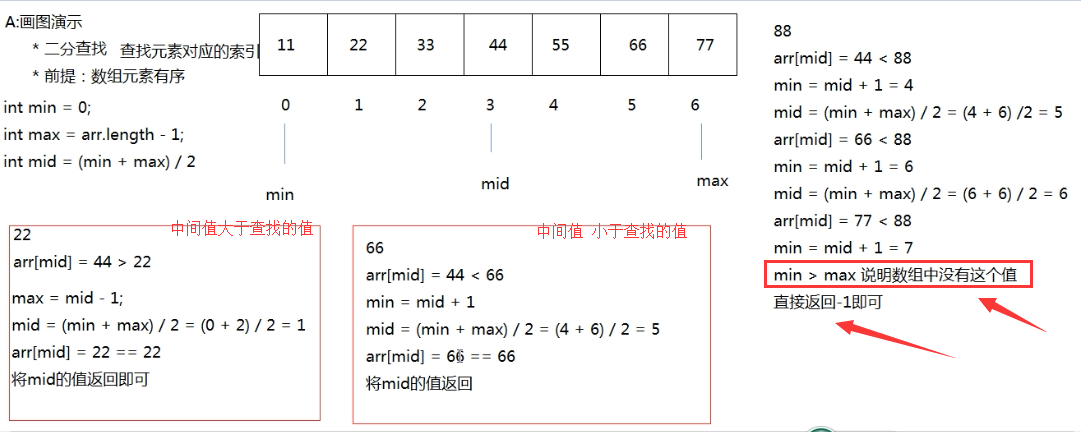 A:画图演示
* 二分查找 查找元素对应的索引
* 前提：数组元素有序
11 22 33 44 55 66 77
0 1 2 3 4 5 6
int min = 0;
int max = arr.length - 1;
int mid = (min + max) / 2
min mid max
中间值大于查找的值
22
arr[mid] = 44 > 22
max = mid - 1;
mid = (min + max) / 2 = (0 + 2) / 2 = 1
arr[mid] = 22 == 22
将mid的值返回即可
中间值 小于查找的值
66
arr[mid] = 44 < 66
min = mid + 1
mid = (min + max) / 2 = (4 + 6) / 2 = 5
arr[mid] = 66 == 66
将mid的值返回
88
arr[mid] = 44 < 88
min = mid + 1 = 4
mid = (min + max) / 2 = (4 + 6) /2 = 5
arr[mid] = 66 < 88
min = mid + 1 = 6
mid = (min + max) / 2 = (6 + 6) / 2 = 6
arr[mid] = 77 < 88
min = mid + 1 = 7
min > max 说明数组中没有这个值
直接返回-1即可